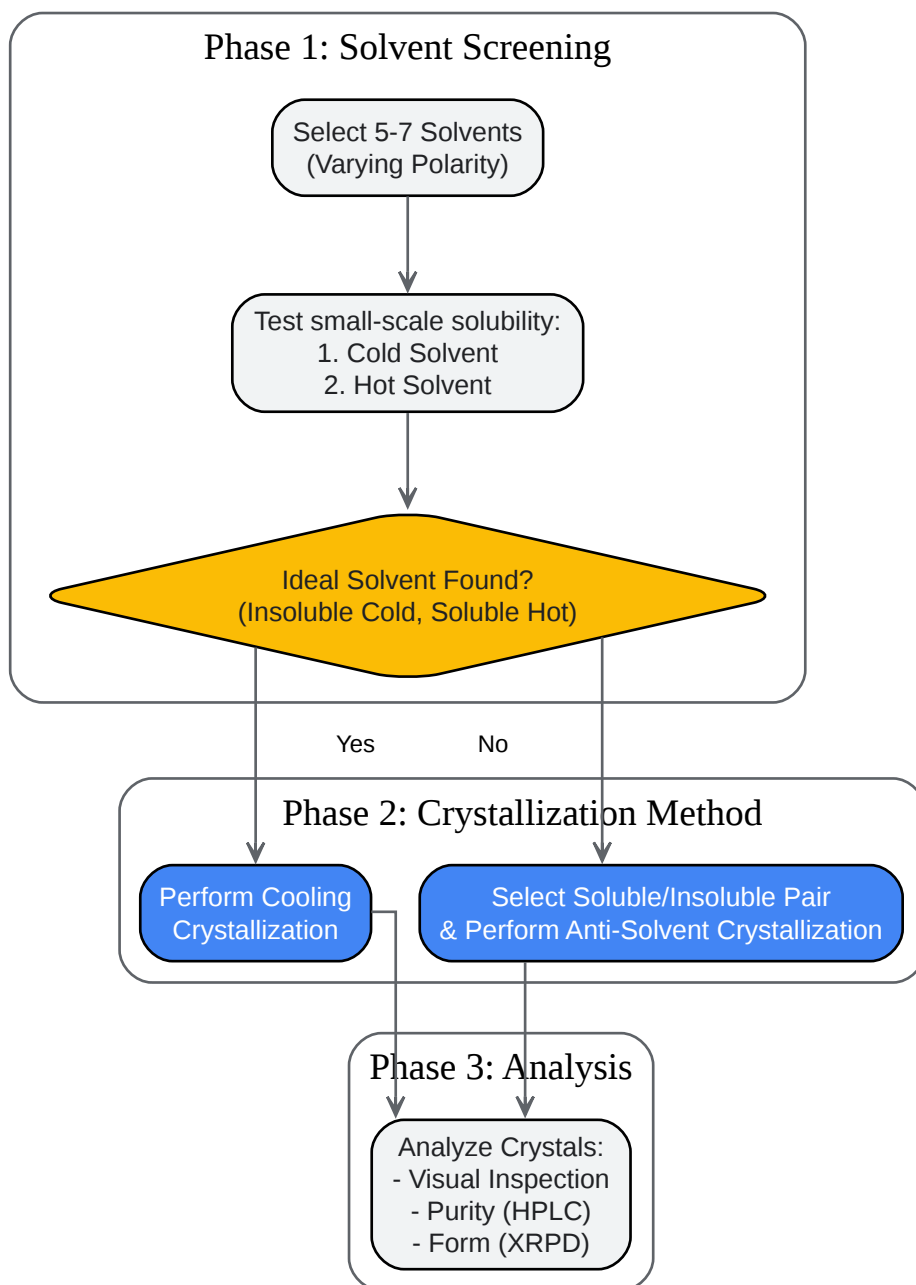 Phase 1: Solvent Screening
Select 5-7 Solvents
(Varying Polarity)
Test small-scale solubility:
1. Cold Solvent
2. Hot Solvent
Ideal Solvent Found?
(Insoluble Cold, Soluble Hot)
Yes
No
Phase 2: Crystallization Method
Perform Cooling
Crystallization
Select Soluble/Insoluble Pair
& Perform Anti-Solvent Crystallization
Phase 3: Analysis
Analyze Crystals:
- Visual Inspection
- Purity (HPLC)
- Form (XRPD)